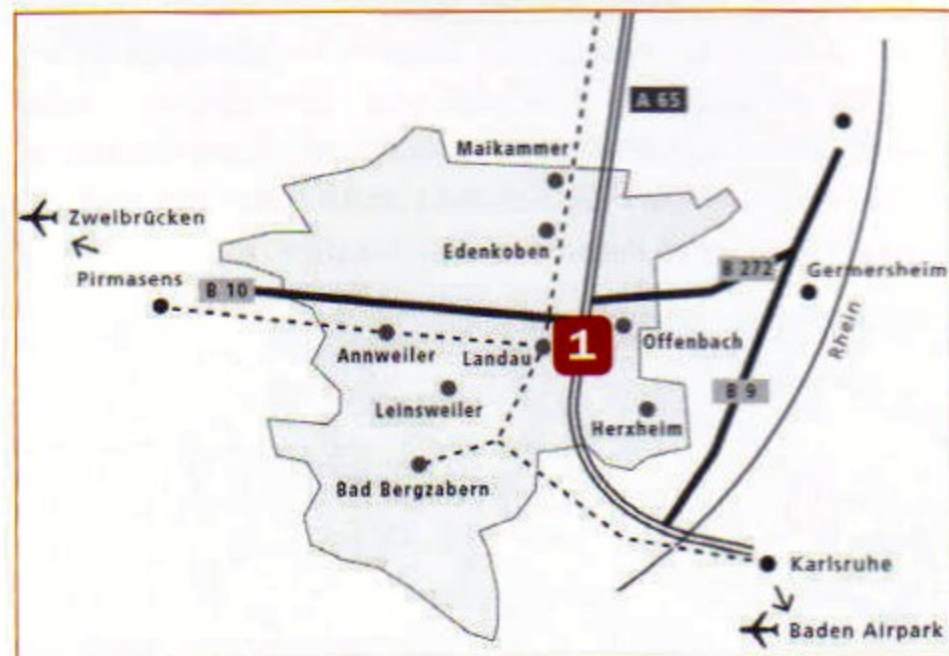 A 65
Maikammer
Zweibrücken
Edenkoben
Pirmasens
B 10
B 272
Germersheim
Annweiler
Landau
1
Offenbach
Rhein
Leinsweiler
B 9
Herxheim
Bad Bergzabern
Karlsruhe
Baden Airpark